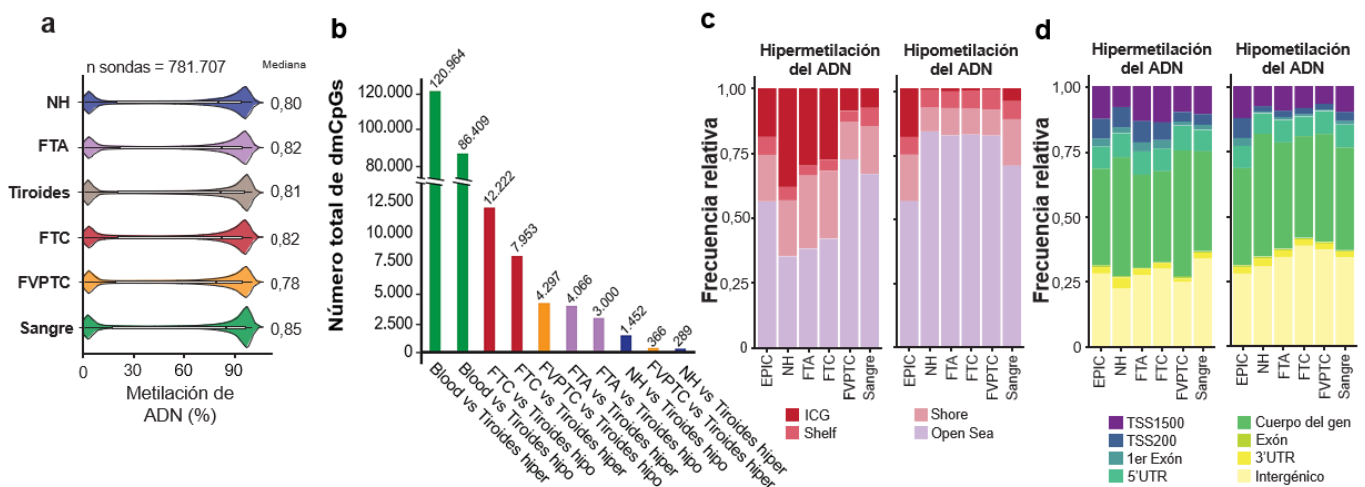 a
n sondas = 781.707
Mediana
NH
0,80
FTA
0,82
Tiroides
0,81
FTC
0,82
FVPTC
0,78
Sangre
0,85
0
30
60
90
Metilación de
ADN (%)
b
Número total de dmCpGs
120.000
100.000
80.000
12.500
10.000
7.500
5.000
2.500
0
120.964
86.409
12.222
7.953
4.297
4.066
3.000
1.452
366
289
Blood vs Tiroides hiper
Blood vs Tiroides hipo
FTC vs Tiroides hiper
FTC vs Tiroides hipo
FVPTC vs Tiroides hipo
FTA vs Tiroides hiper
FTA vs Tiroides hipo
NH vs Tiroides hipo
FVPTC vs Tiroides hiper
NH vs Tiroides hiper
c
Hipermetilación
del ADN
Hipometilación
del ADN
Frecuencia relativa
1,00
0,75
0,50
0,25
0
EPIC
NH
FTA
FTC
FVPTC
Sangre
EPIC
NH
FTA
FTC
FVPTC
Sangre
ICG
Shelf
Shore
Open Sea
d
Hipermetilación
del ADN
Hipometilación
del ADN
Frecuencia relativa
1,00
0,75
0,50
0,25
0
EPIC
NH
FTA
FTC
FVPTC
Sangre
EPIC
NH
FTA
FTC
FVPTC
Sangre
TSS1500
TSS200
1er Exón
5'UTR
Cuerpo del gen
Exón
3'UTR
Intergénico